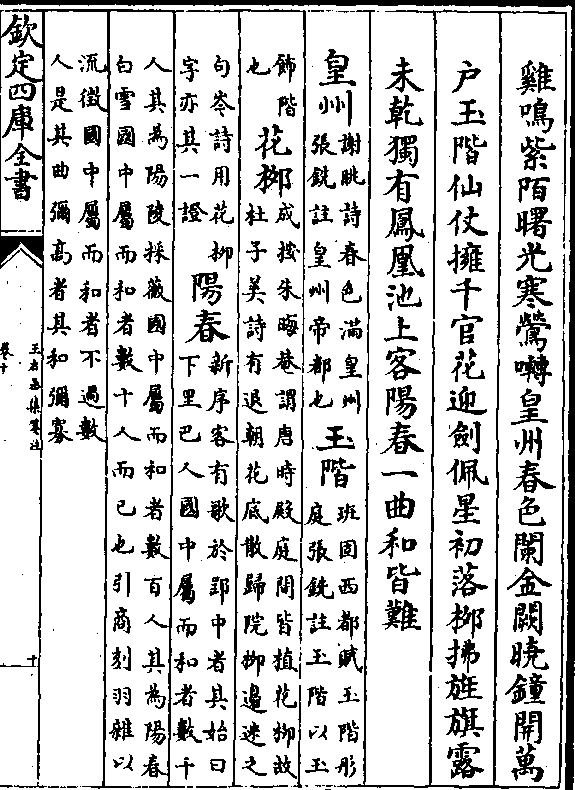 雞鳴紫陌曙光寒鶯囀皇州春色闌金闕曉鐘開萬
户玉階仙仗擁千官花迎劍佩星初落栁拂旌旗露
未乾獨有鳳凰池上客陽春一曲和皆難
皇州
謝朓詩春色滿皇州
張銑註皇州帝都也
玉階
班固西都賦玉階彤
庭張銑註玉階以玉
飾階
也
花栁
成按朱晦菴謂唐時殿庭間皆植花栁故
杜子美詩有退朝花底散歸院栁邉迷之
句岑詩用花栁
字亦其一證
陽春
新序客有歌於郢中者其始曰
下里巴人國中屬而和者數千
人其為陽陵採薇國中屬而和者數百人其為陽春
白雪國中屬而和者數十人而已也引商刻羽雜以
流徵國中屬而和者不過數
人是其曲彌高者其和彌寡
欽定四庫全書
王右丞集箋注
卷十
十